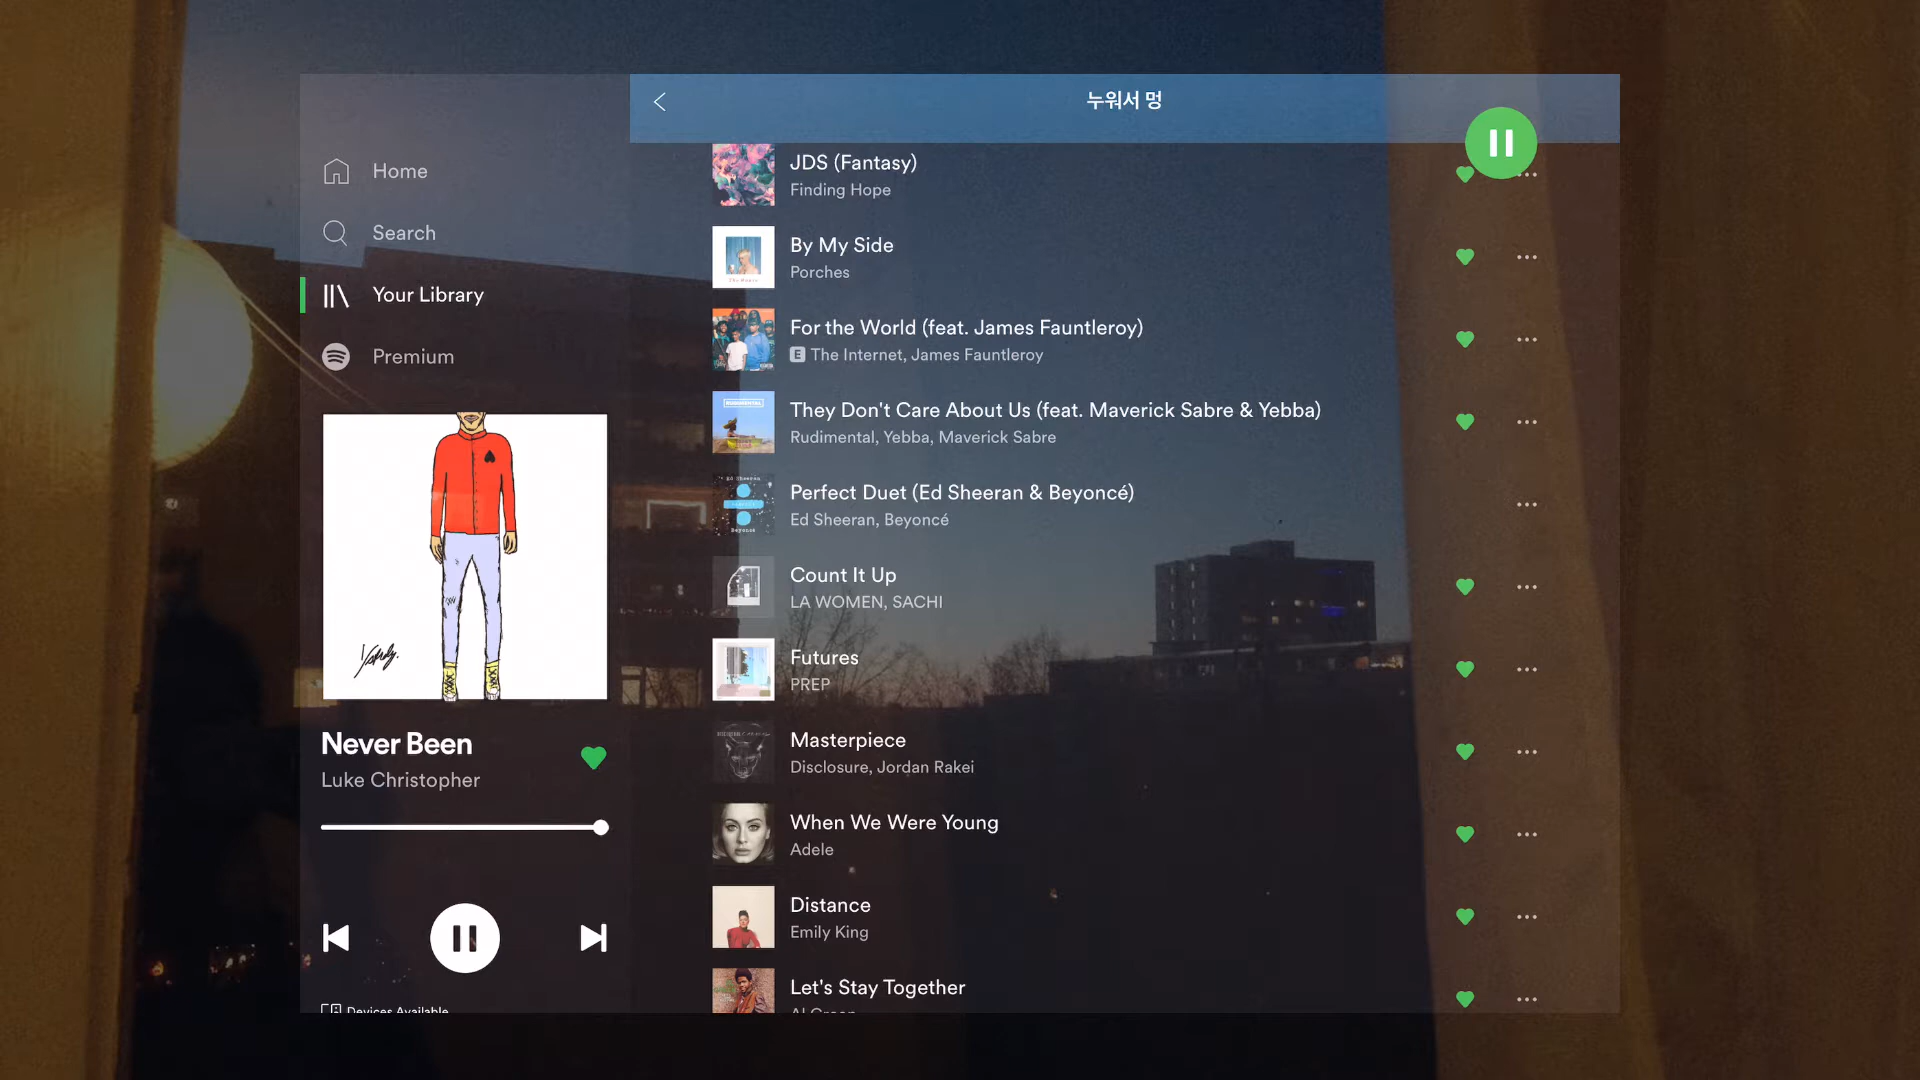 누워서 멍
Home
Search
Your Library
Premium
Never Been
Luke Christopher
Devices Available
JDS (Fantasy)
Finding Hope
By My Side
Porches
For the World (feat. James Fauntleroy)
E The Internet, James Fauntleroy
They Don't Care About Us (feat. Maverick Sabre & Yebba)
Rudimental, Yebba, Maverick Sabre
Perfect Duet (Ed Sheeran & Beyoncé)
Ed Sheeran, Beyoncé
Count It Up
LA WOMEN, SACHI
Futures
PREP
Masterpiece
Disclosure, Jordan Rakei
When We Were Young
Adele
Distance
Emily King
Let's Stay Together
Al Green